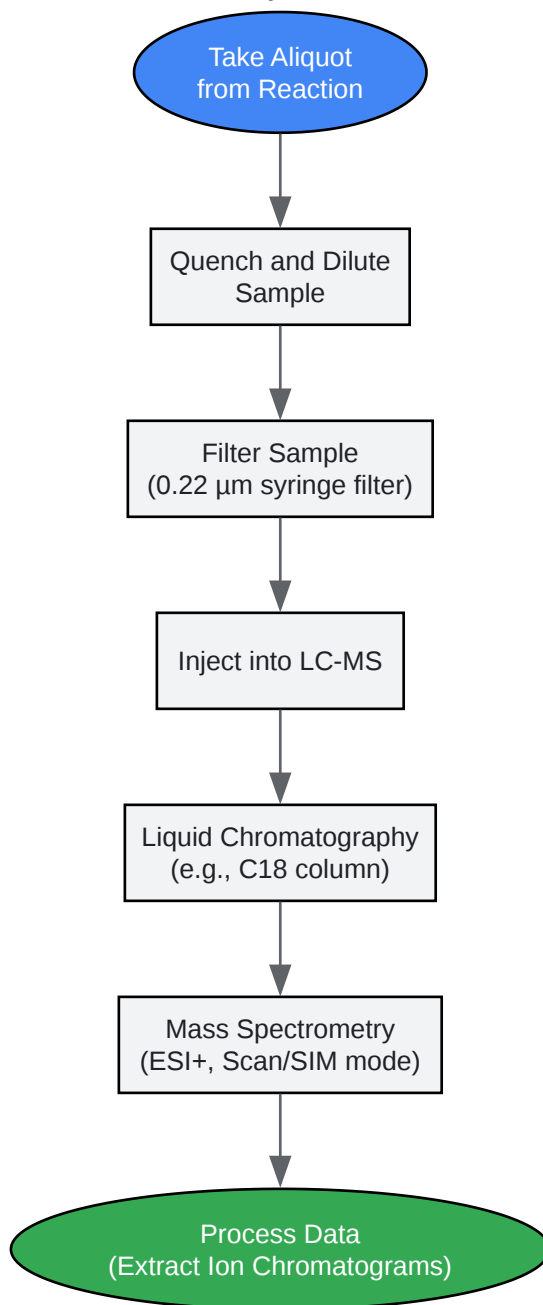 Take Aliquot
from Reaction
Quench and Dilute
Sample
Filter Sample
(0.22 µm syringe filter)
Inject into LC-MS
Liquid Chromatography
(e.g., C18 column)
Mass Spectrometry
(ESI+, Scan/SIM mode)
Process Data
(Extract Ion Chromatograms)